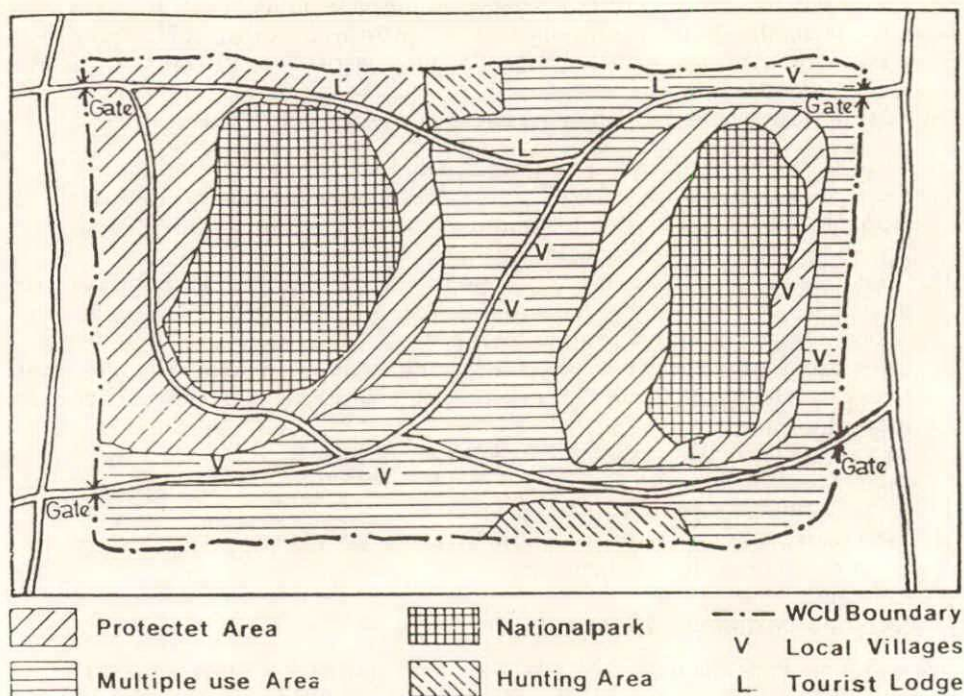 L L V
Gate Gate
L
V
V V
V
L
V V
Gate
Gate
Protectet Area
Nationalpark
WCU Boundary
V Local Villages
Multiple use Area
Hunting Area
L Tourist Lodge